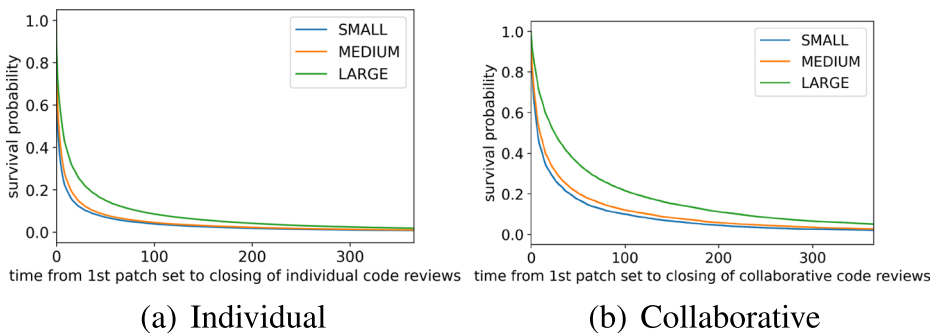 1.0
0.8
0.6
0.4
0.2
0.0
survival probability
SMALL
MEDIUM
LARGE
0
100
200
300
time from 1st patch set to closing of individual code reviews
(a) Individual
1.0
0.8
0.6
0.4
0.2
0.0
survival probability
SMALL
MEDIUM
LARGE
0
100
200
300
time from 1st patch set to closing of collaborative code reviews
(b) Collaborative